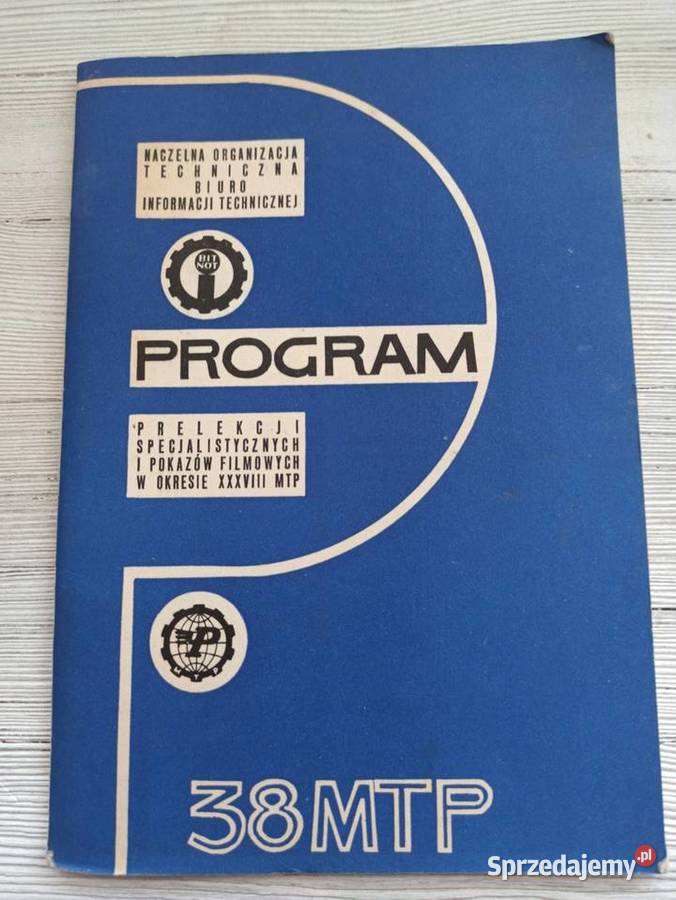 NACZELNA ORGANIZACJA
TECHNICZNA
BIURO
INFORMACJI TECHNICZNEJ
BIT
NOT
PROGRAM
PRELEKCJI
SPECJALISTYCZNYCH
I POKAZÓW FILMOWYCH
W OKRESIE XXXVIII MTP
P
MTP
38MTP
Sprzedajemy.pl